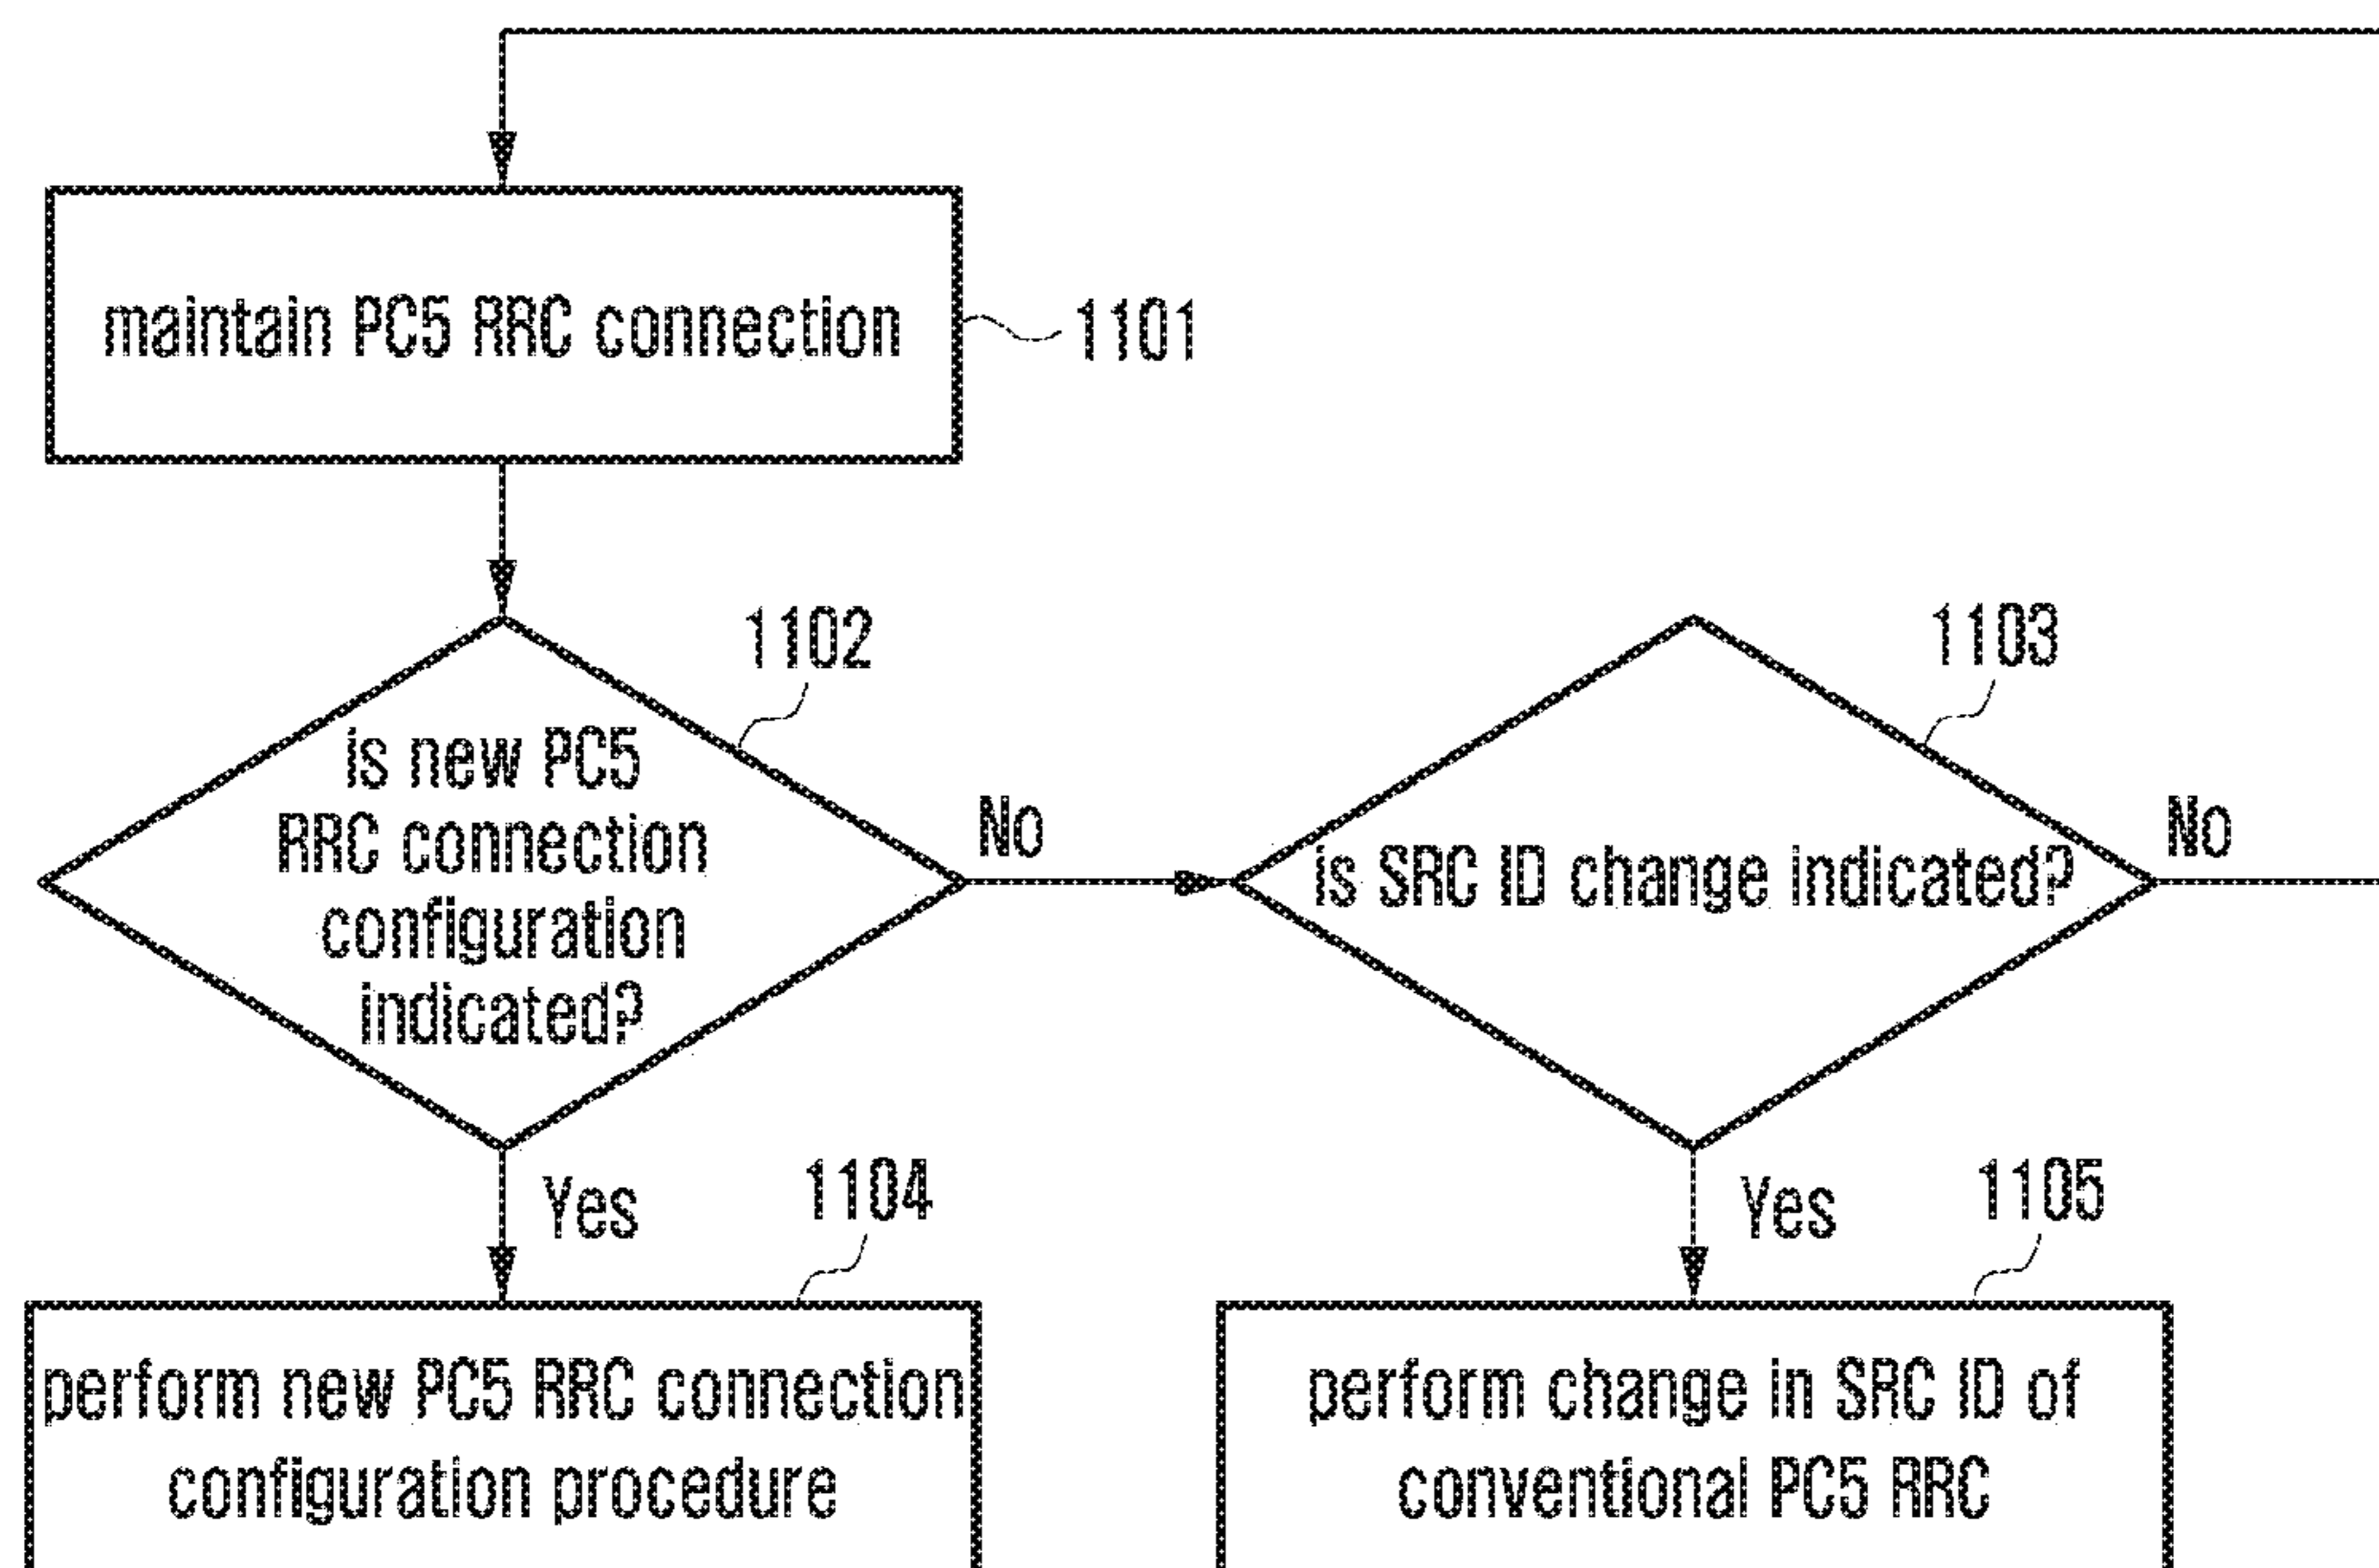 maintain PC5 RRC connection
1101
1102
is new PC5
RRC connection
configuration
indicated?
No
1103
is SRC ID change indicated?
No
Yes
1104
perform new PC5 RRC connection
configuration procedure
Yes
1105
perform change in SRC ID of
conventional PC5 RRC